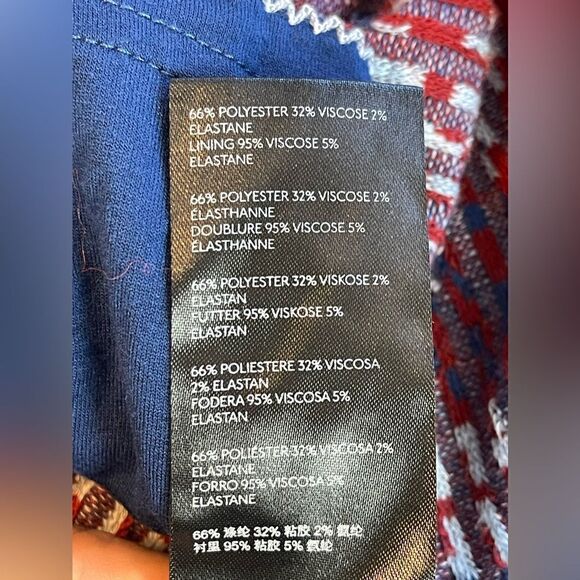 66% POLYESTER 32% VISCOSE 2%
ELASTANE
LINING 95% VISCOSE 5%
ELASTANE
66% POLYESTER 32% VISCOSE 2%
ELASTHANNE
DOUBLURE 95% VISCOSE 5%
ELASTHANNE
66% POLYESTER 32% VISKOSE 2%
ELASTAN
FUTTER 95% VISKOSE 5%
ELASTAN
66% POLIESTERE 32% VISCOSA
2% ELASTAN
FODERA 95% VISCOSA 5%
ELASTAN
66% POLIESTER 32% VISCOSA 2%
ELASTANE
FORRO 95% VISCOSA 5%
ELASTANE
66% 涤纶 32% 粘胶 2% 氨纶
衬里 95% 粘胶 5% 氨纶